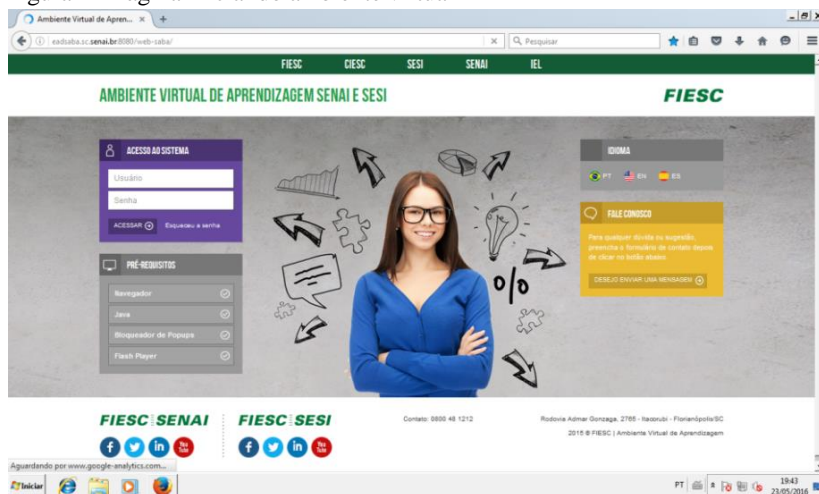 Ambiente Virtual de Apren...
eadsaba.sc.senai.br:8080/web-saba/
Pesquisar
FIESC CIESC SESI SENAI IEL
AMBIENTE VIRTUAL DE APRENDIZAGEM SENAI E SESI
FIESC
ACESSO AO SISTEMA
Usuário
Senha
ACESSAR Esqueceu a senha
PRÉ-REQUISITOS
Navegador
Java
Bloqueador de Popups
Flash Player
%
IDIOMA
PT EN ES
FALE CONOSCO
Para qualquer dúvida ou sugestão,
preencha o formulário de contato depois
de clicar no botão abaixo.
DESEJO ENVIAR UMA MENSAGEM
FIESC SENAI
FIESC SESI
Contato: 0800 48 1212
Rodovia Admar Gonzaga, 2765 - Itacorubi - Florianópolis/SC
2015 © FIESC | Ambiente Virtual de Aprendizagem
Aguardando por www.google-analytics.com...
Iniciar
PT
19:43
23/05/2016